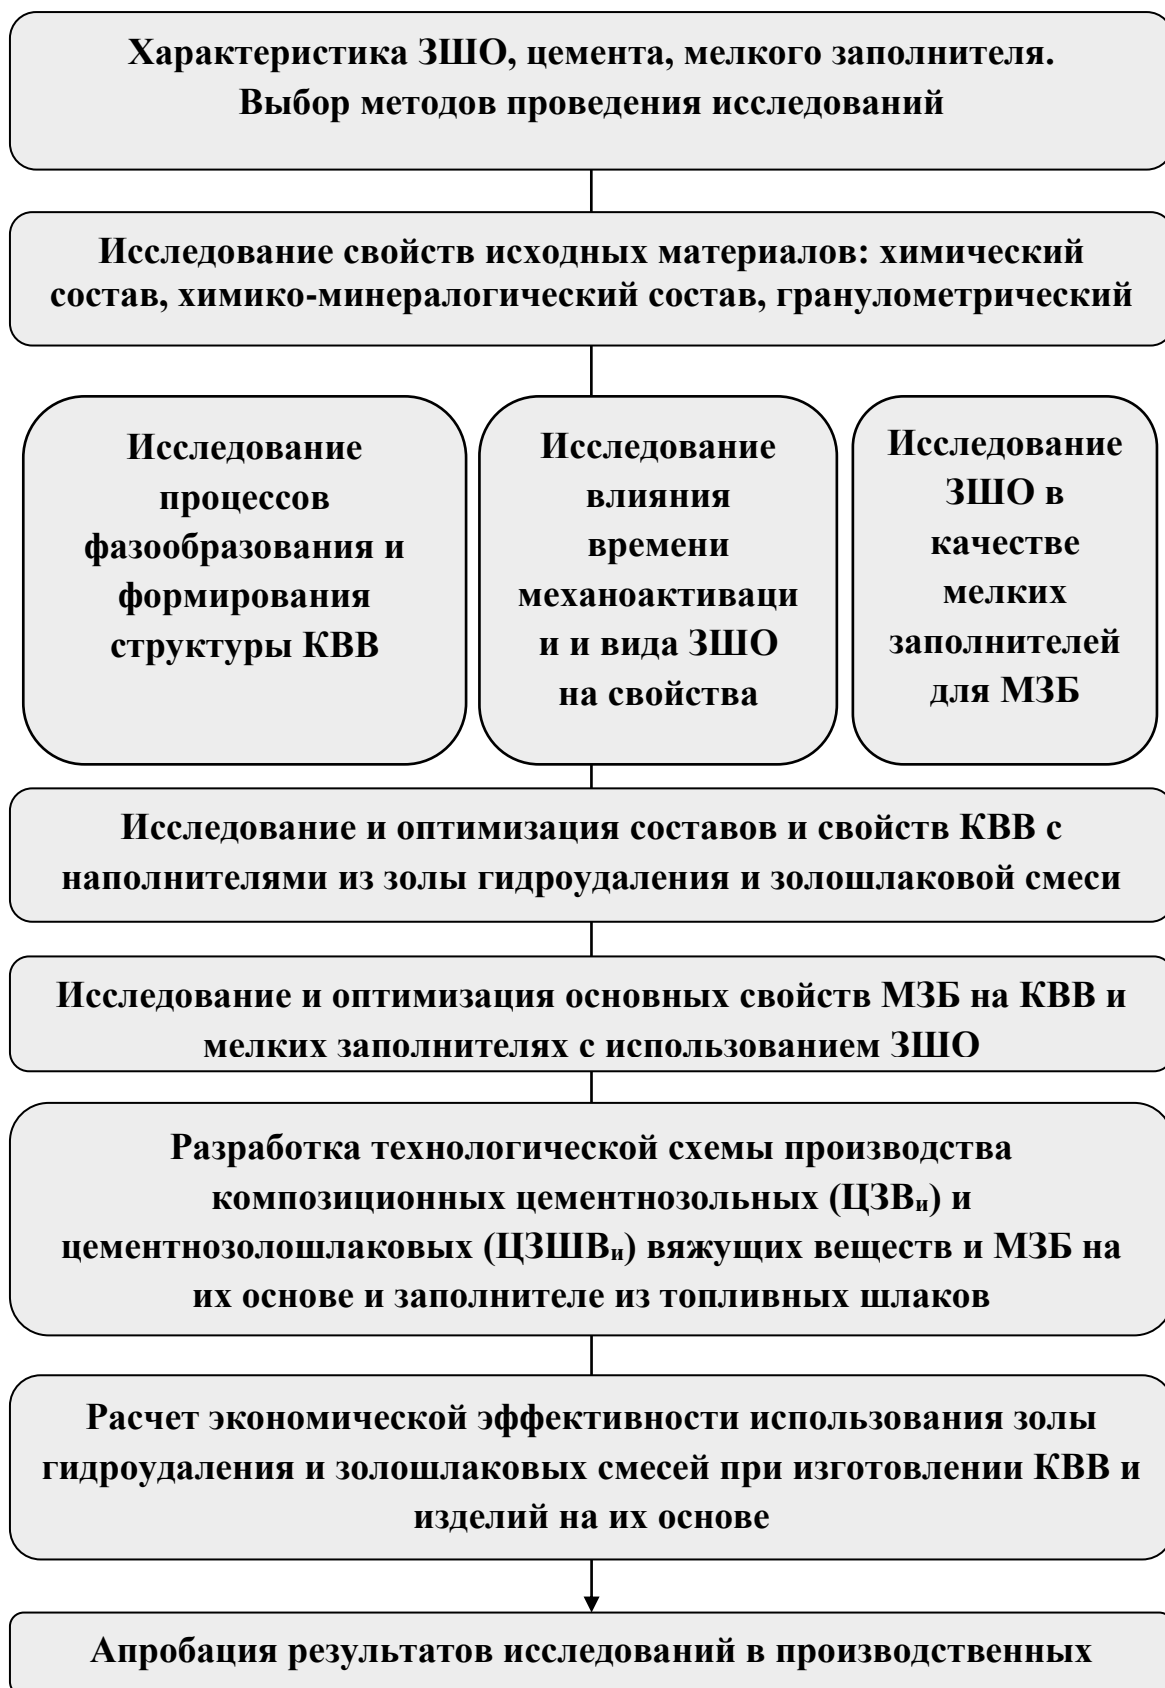 Характеристика ЗШО, цемента, мелкого заполнителя.
Выбор методов проведения исследований
Исследование свойств исходных материалов: химический
состав, химико-минералогический состав, гранулометрический
Исследование
процессов
фазообразования и
формирования
структуры КВВ
Исследование
влияния
времени
механоактиваци
и и вида ЗШО
на свойства
Исследование
ЗШО в
качестве
мелких
заполнителей
для МЗБ
Исследование и оптимизация составов и свойств КВВ с
наполнителями из золы гидроудаления и золошлаковой смеси
Исследование и оптимизация основных свойств МЗБ на КВВ и
мелких заполнителях с использованием ЗШО
Разработка технологической схемы производства
композиционных цементнозольных (ЦЗВи) и
цементнозолошлаковых (ЦЗШВи) вяжущих веществ и МЗБ на
их основе и заполнителе из топливных шлаков
Расчет экономической эффективности использования золы
гидроудаления и золошлаковых смесей при изготовлении КВВ и
изделий на их основе
Апробация результатов исследований в производственных